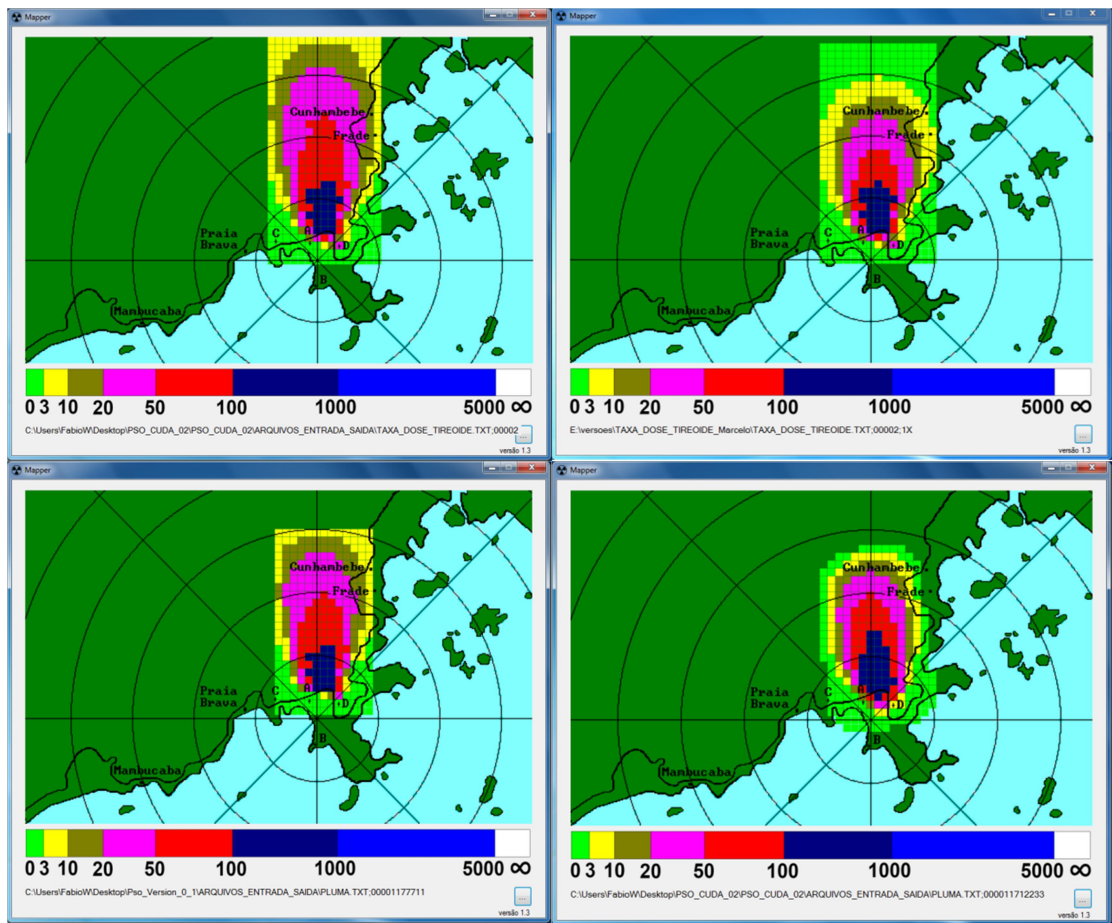 Mapper
Cunhambebe
Frade
Praia
Brava
C
A
D
B
Mambucaba
0 3 10 20 50 100 1000 5000 ∞
C:\Users\FabioW\Desktop\PSO_CUDA_02\PSO_CUDA_02\ARQUIVOS_ENTRADA_SAIDA\TAXA_DOSE_TIREOIDE.TXT;00002
...
versão 1.3
Mapper
Cunhambebe
Frade
Praia
Brava
C
A
D
B
Mambucaba
0 3 10 20 50 100 1000 5000 ∞
E:\versoes\TAXA_DOSE_TIREOIDE_Marcelo\TAXA_DOSE_TIREOIDE.TXT;00002;1X
...
versão 1.3
Mapper
Cunhambebe
Frade
Praia
Brava
C
A
D
B
Mambucaba
0 3 10 20 50 100 1000 5000 ∞
C:\Users\FabioW\Desktop\Pso_Version_0_1\ARQUIVOS_ENTRADA_SAIDA\PLUMA.TXT;00001177711
...
versão 1.3
Mapper
Cunhambebe
Frade
Praia
Brava
C
A
D
B
Mambucaba
0 3 10 20 50 100 1000 5000 ∞
C:\Users\FabioW\Desktop\PSO_CUDA_02\PSO_CUDA_02\ARQUIVOS_ENTRADA_SAIDA\PLUMA.TXT;000011712233
...
versão 1.3